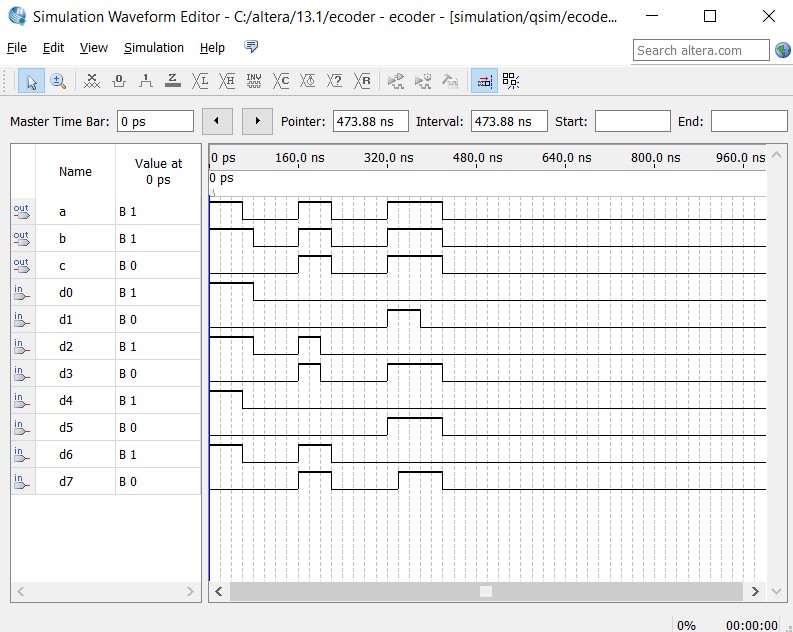 Simulation Waveform Editor - C:/altera/13.1/ecoder - ecoder - [simulation/qsim/ecode...
File Edit View Simulation Help
Search altera.com
Master Time Bar: 0 ps Pointer: 473.88 ns Interval: 473.88 ns Start: End:
Name Value at
0 ps
0 ps 160.0 ns 320.0 ns 480.0 ns 640.0 ns 800.0 ns 960.0 ns
0 ps
out a B 1
out b B 1
out c B 0
in d0 B 1
in d1 B 0
in d2 B 1
in d3 B 0
in d4 B 1
in d5 B 0
in d6 B 1
in d7 B 0
0% 00:00:00